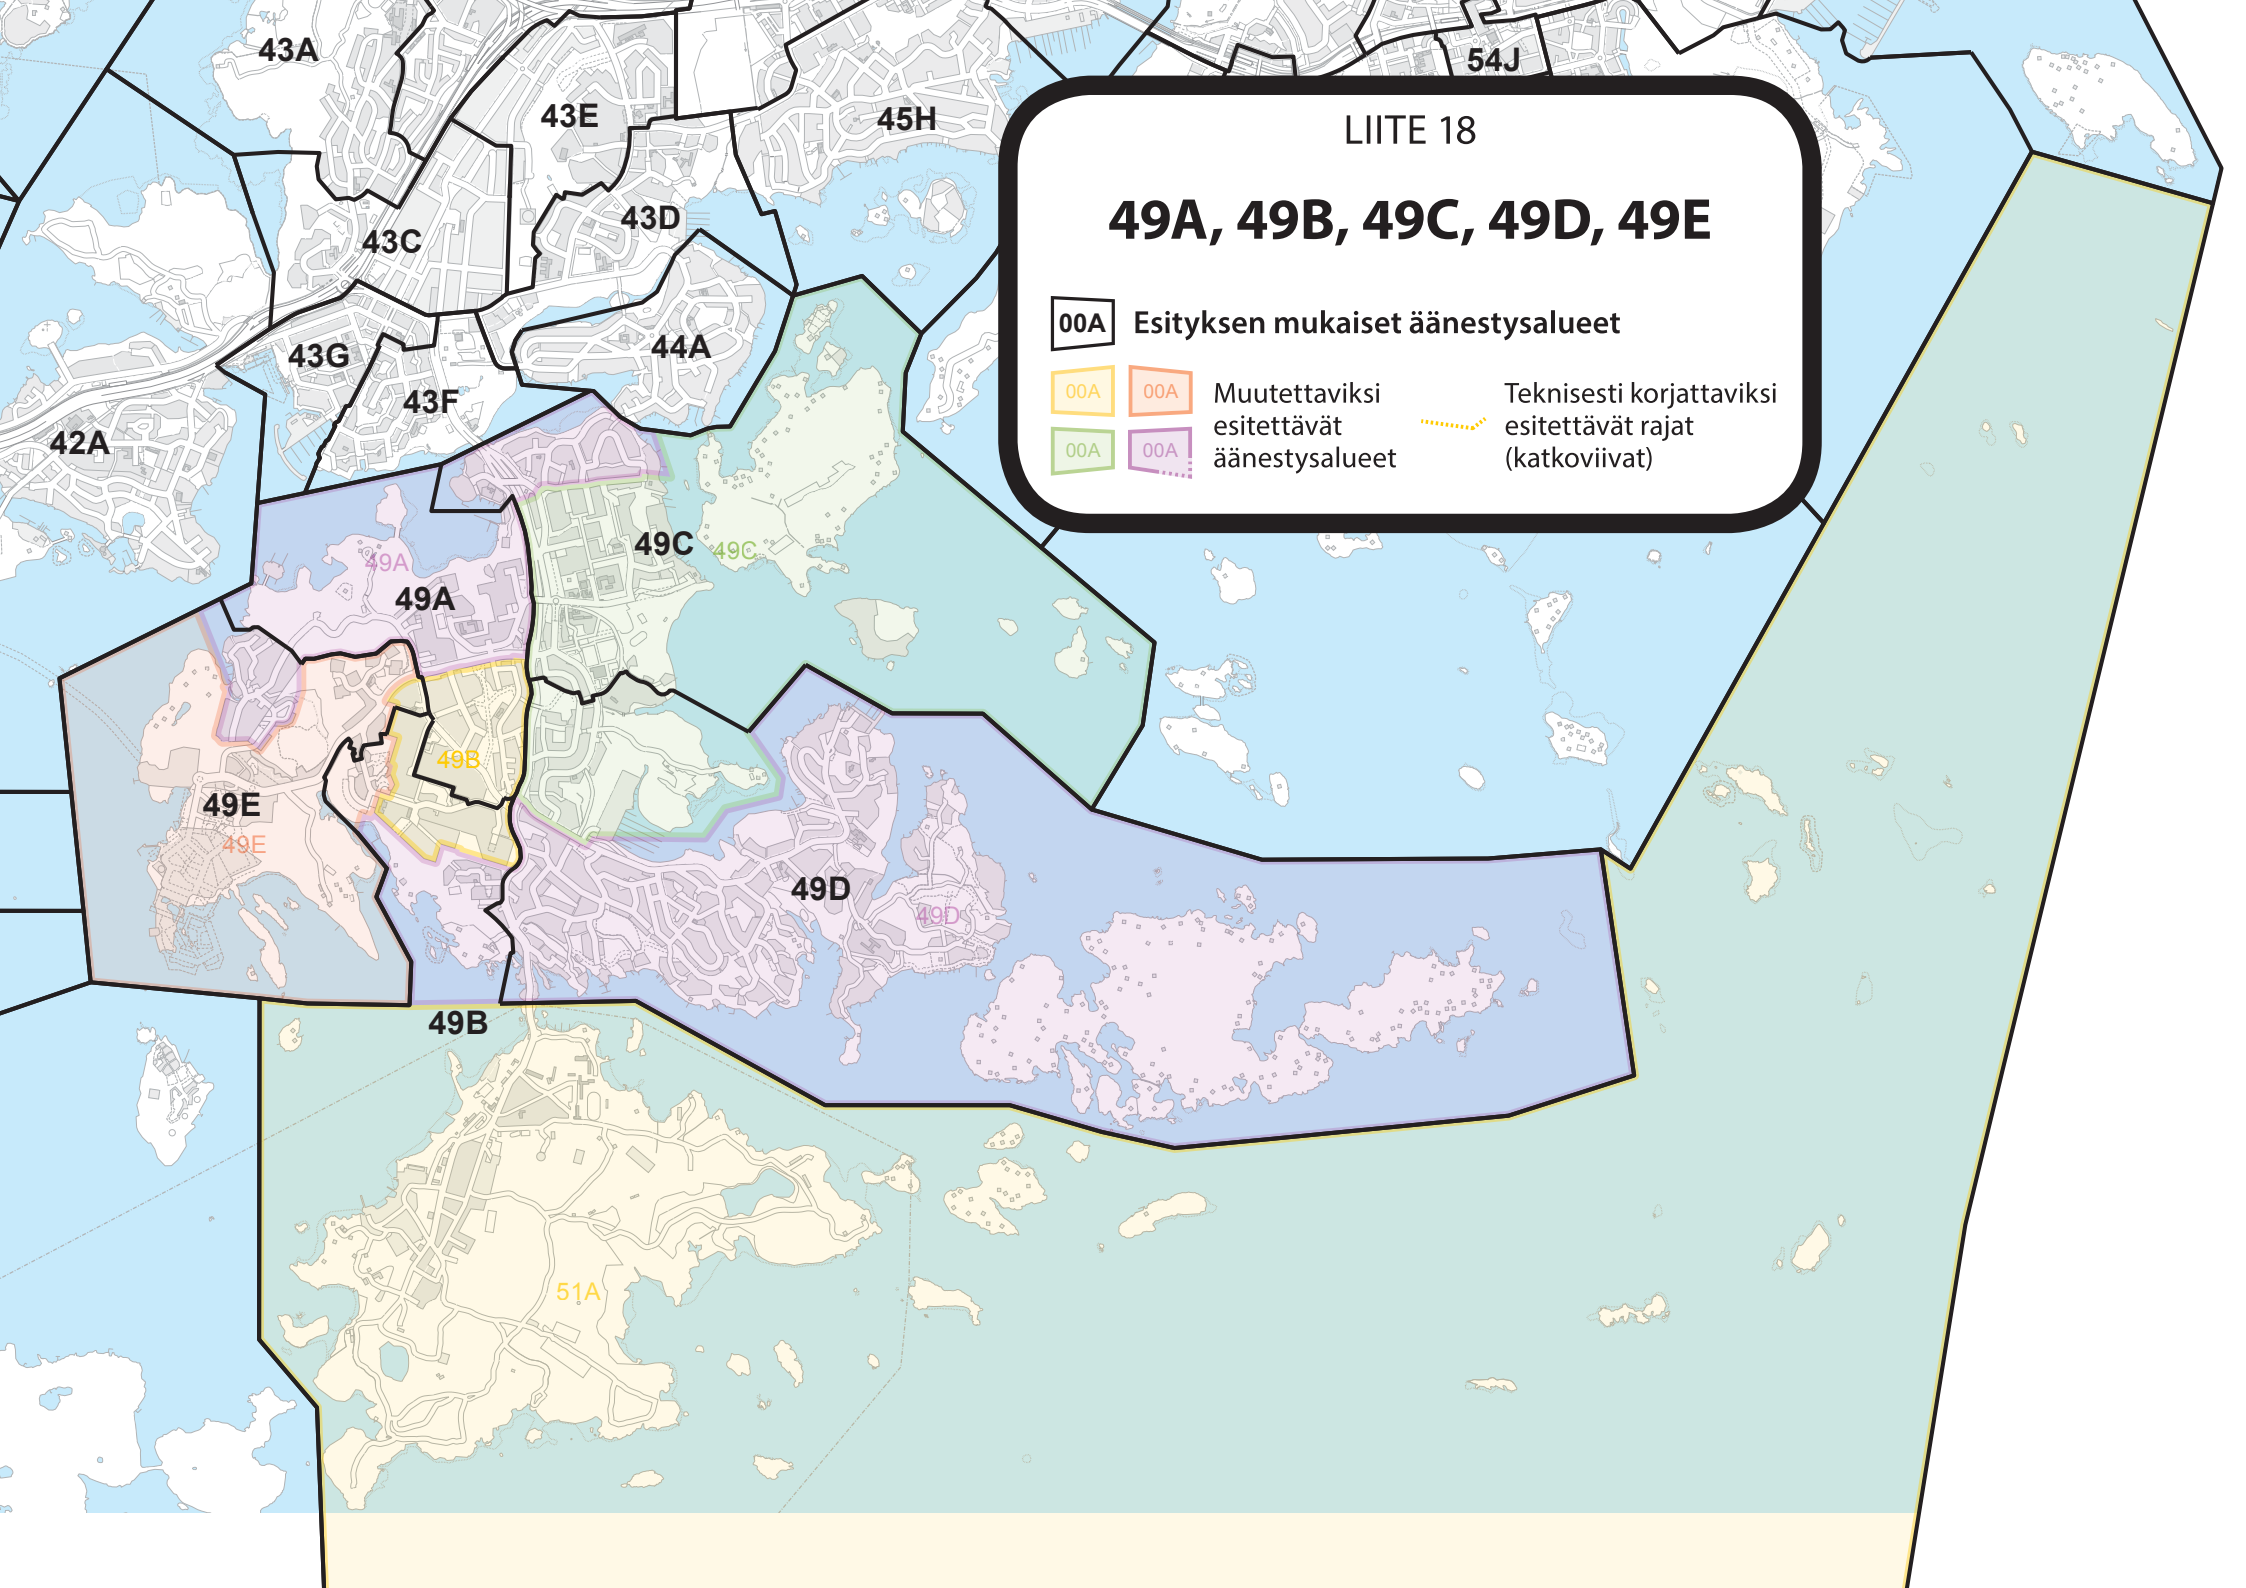 43A
54J
43E
45H
LIITE 18
43D
49A, 49B, 49C, 49D, 49E
43C
00A Esityksen mukaiset äänestysalueet
43G
44A
00A 00A
00A 00A
Muutettaviksi
esitettävät
äänestysalueet
Teknisesti korjattaviksi
esitettävät rajat
(katkoviivat)
43F
42A
49C
49C
49A
49A
49B
49E
49E
49D
49D
49B
51A